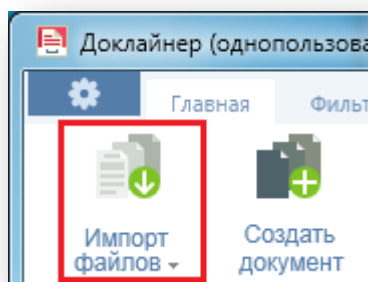 Доклайнер (однопользова
Главная Фильт
Импорт
файлов
Создать
документ